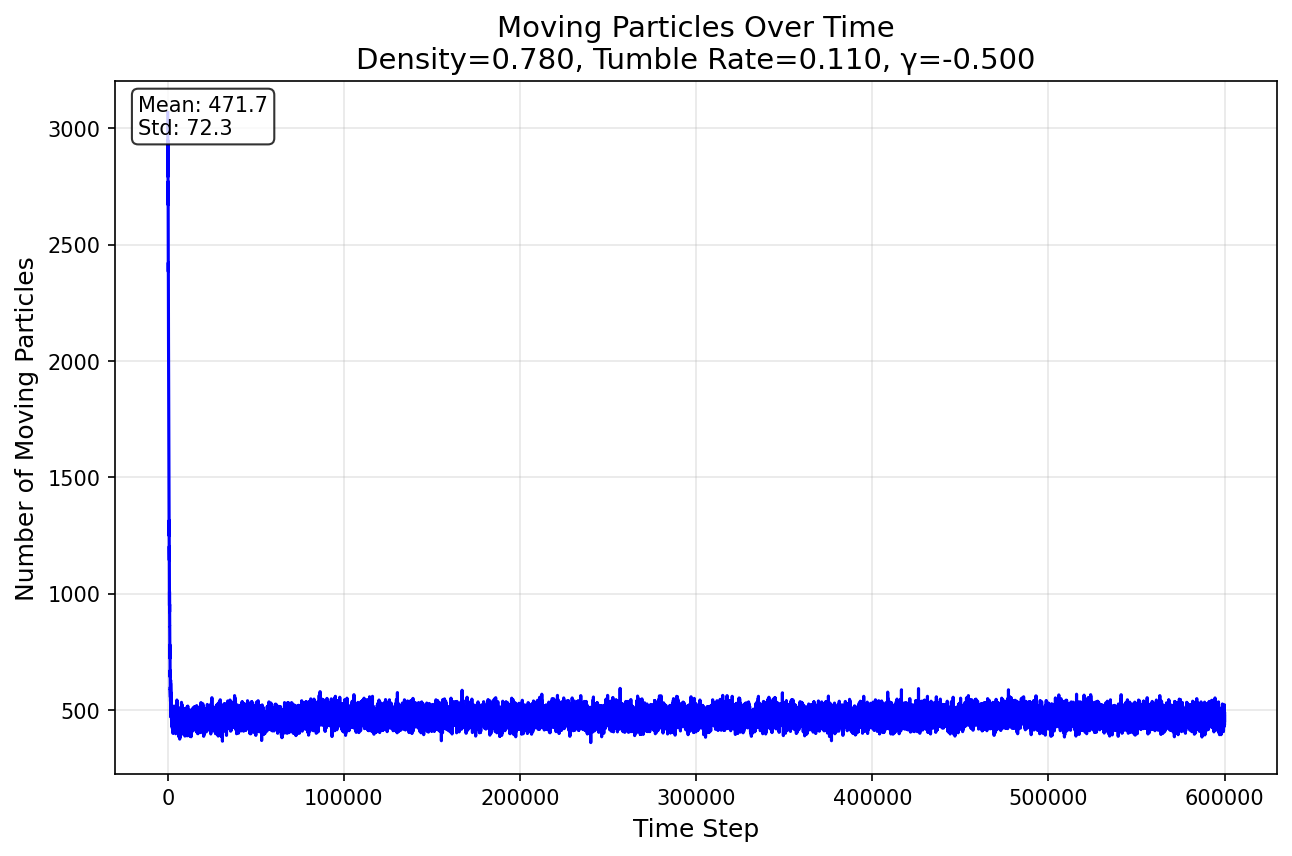 Moving Particles Over Time
Density=0.780, Tumble Rate=0.110, γ=-0.500
Mean: 471.7
Std: 72.3
Number of Moving Particles
3000
2500
2000
1500
1000
500
0
100000
200000
300000
400000
500000
600000
Time Step